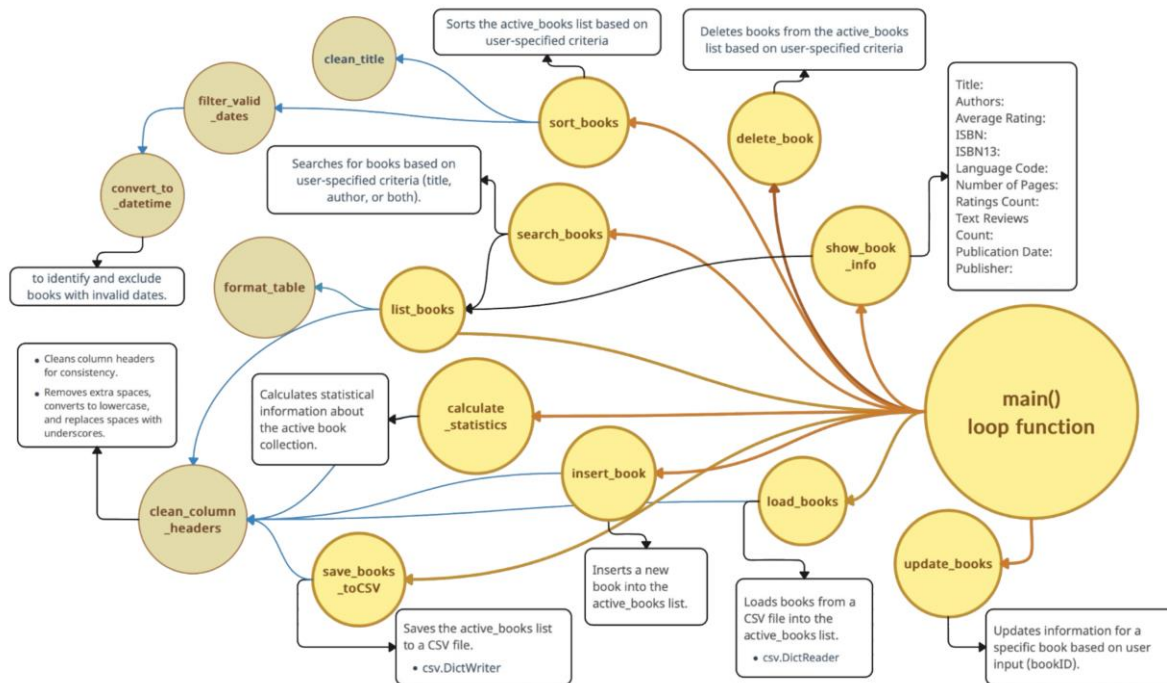 Sorts the active_books list based on
user-specified criteria
Deletes books from the active_books
list based on user-specified criteria
clean_title
filter_valid
_dates
sort_books
delete_book
Title:
Authors:
Average Rating:
ISBN:
ISBN13:
Language Code:
Number of Pages:
Ratings Count:
Text Reviews
Count:
Publication Date:
Publisher:
Searches for books based on
user-specified criteria (title,
author, or both).
convert_to
_datetime
search_books
show_book
_info
to identify and exclude
books with invalid dates.
format_table
list_books
• Cleans column headers
for consistency.
• Removes extra spaces,
converts to lowercase,
and replaces spaces with
underscores.
Calculates statistical
information about
the active book
collection.
calculate
_statistics
main()
loop function
insert_book
load_books
clean_column
_headers
save_books
_toCSV
update_books
Inserts a new
book into the
active_books list.
Loads books from a
CSV file into the
active_books list.
• csv.DictReader
Saves the active_books list
to a CSV file.
• csv.DictWriter
Updates information for a
specific book based on user
input (bookID).